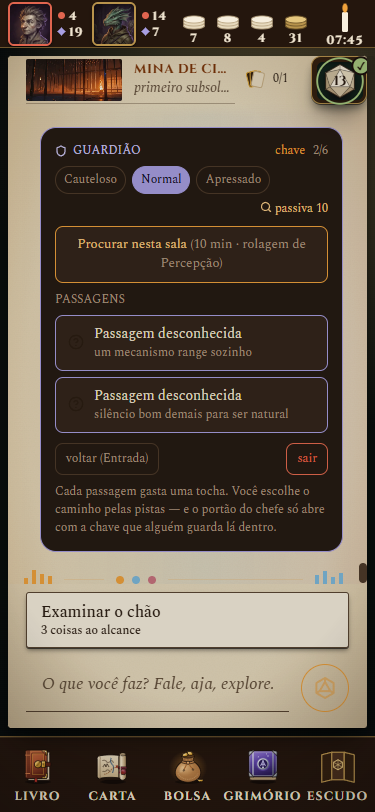 4
19
14
7
7
8
4
31
07:45
MINA DE CI...
primeiro subsol...
0/1
13
GUARDIÃO
chave 2/6
Cauteloso
Normal
Apressado
passiva 10
Procurar nesta sala (10 min · rolagem de
Percepção)
PASSAGENS
Passagem desconhecida
um mecanismo range sozinho
Passagem desconhecida
silêncio bom demais para ser natural
voltar (Entrada)
sair
Cada passagem gasta uma tocha. Você escolhe o
caminho pelas pistas — e o portão do chefe só abre
com a chave que alguém guarda lá dentro.
Examinar o chão
3 coisas ao alcance
O que você faz? Fale, aja, explore.
LIVRO
CARTA
BOLSA
GRIMÓRIO
ESCUDO